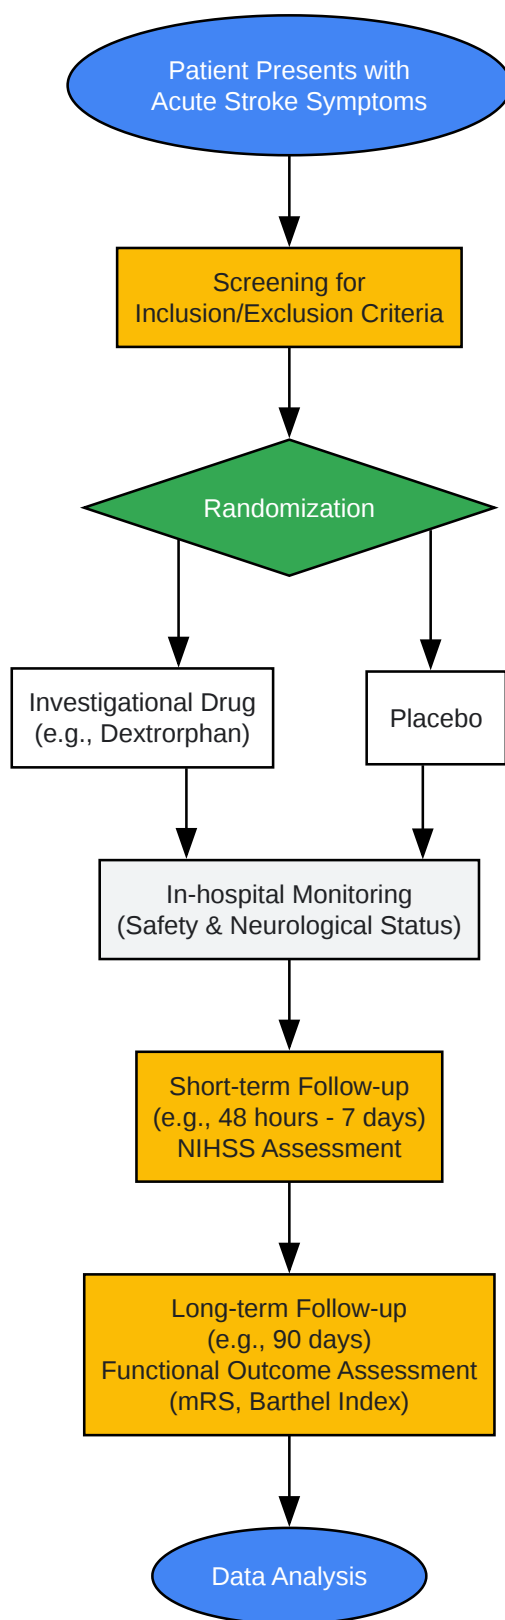 Patient Presents with
Acute Stroke Symptoms
Screening for
Inclusion/Exclusion Criteria
Randomization
Investigational Drug
(e.g., Dextrorphan)
Placebo
In-hospital Monitoring
(Safety & Neurological Status)
Short-term Follow-up
(e.g., 48 hours - 7 days)
NIHSS Assessment
Long-term Follow-up
(e.g., 90 days)
Functional Outcome Assessment
(mRS, Barthel Index)
Data Analysis